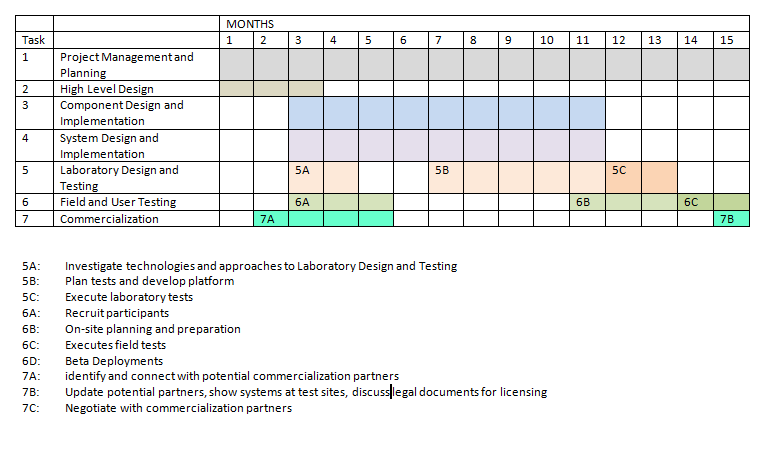 MONTHS
Task 1 2 3 4 5 6 7 8 9 10 11 12 13 14 15
1 Project Management and
Planning
2 High Level Design
3 Component Design and
Implementation
4 System Design and
Implementation
5 Laboratory Design and 5A 5B 5C
Testing
6 Field and User Testing 6A 6B 6C
7 Commercialization 7A 7B
5A: Investigate technologies and approaches to Laboratory Design and Testing
5B: Plan tests and develop platform
5C: Execute laboratory tests
6A: Recruit participants
6B: On-site planning and preparation
6C: Executes field tests
6D: Beta Deployments
7A: identify and connect with potential commercialization partners
7B: Update potential partners, show systems at test sites, discuss legal documents for licensing
7C: Negotiate with commercialization partners